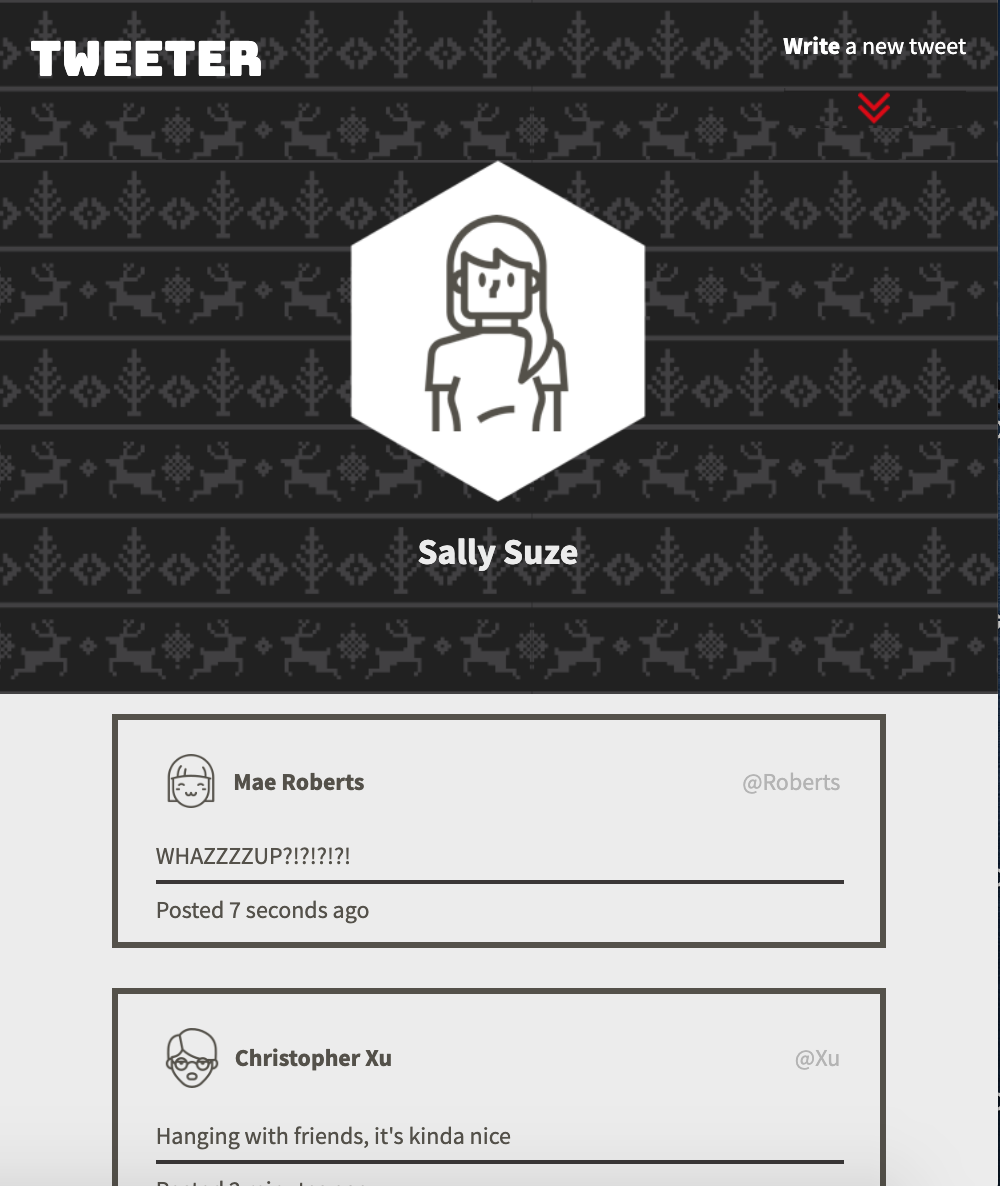 TWEETER
Write a new tweet
Sally Suze
Mae Roberts
@Roberts
WHAZZZZUP?!?!?!?!
Posted 7 seconds ago
Christopher Xu
@Xu
Hanging with friends, it's kinda nice
Posted